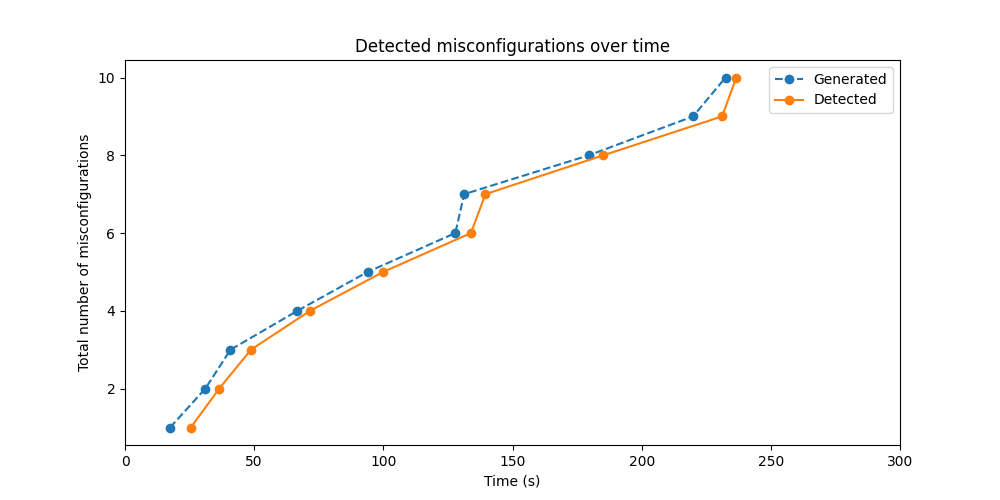 Detected misconfigurations over time
Total number of misconfigurations
10
8
6
4
2
Generated
Detected
0 50 100 150 200 250 300
Time (s)